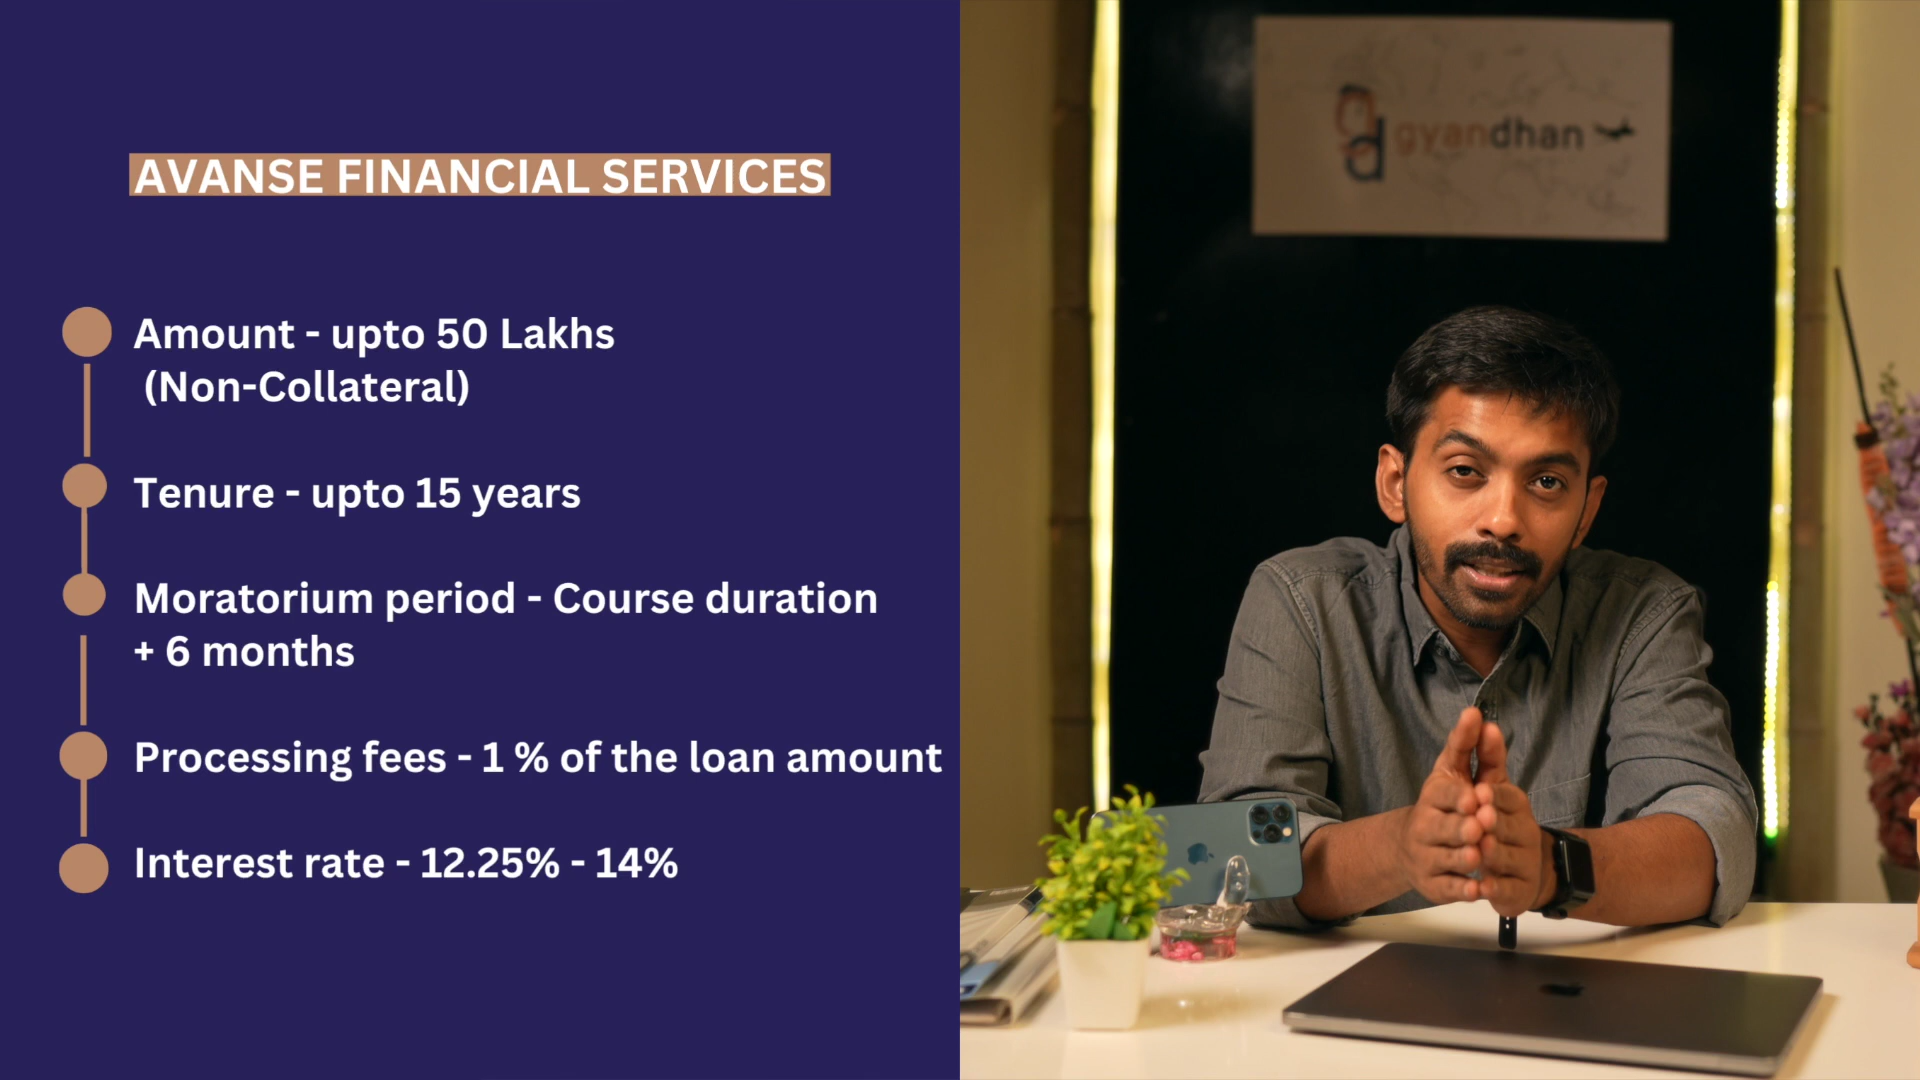 AVANSE FINANCIAL SERVICES
Amount - upto 50 Lakhs
(Non-Collateral)
Tenure - upto 15 years
Moratorium period - Course duration
+ 6 months
Processing fees - 1 % of the loan amount
Interest rate - 12.25% - 14%
gd gyandhan